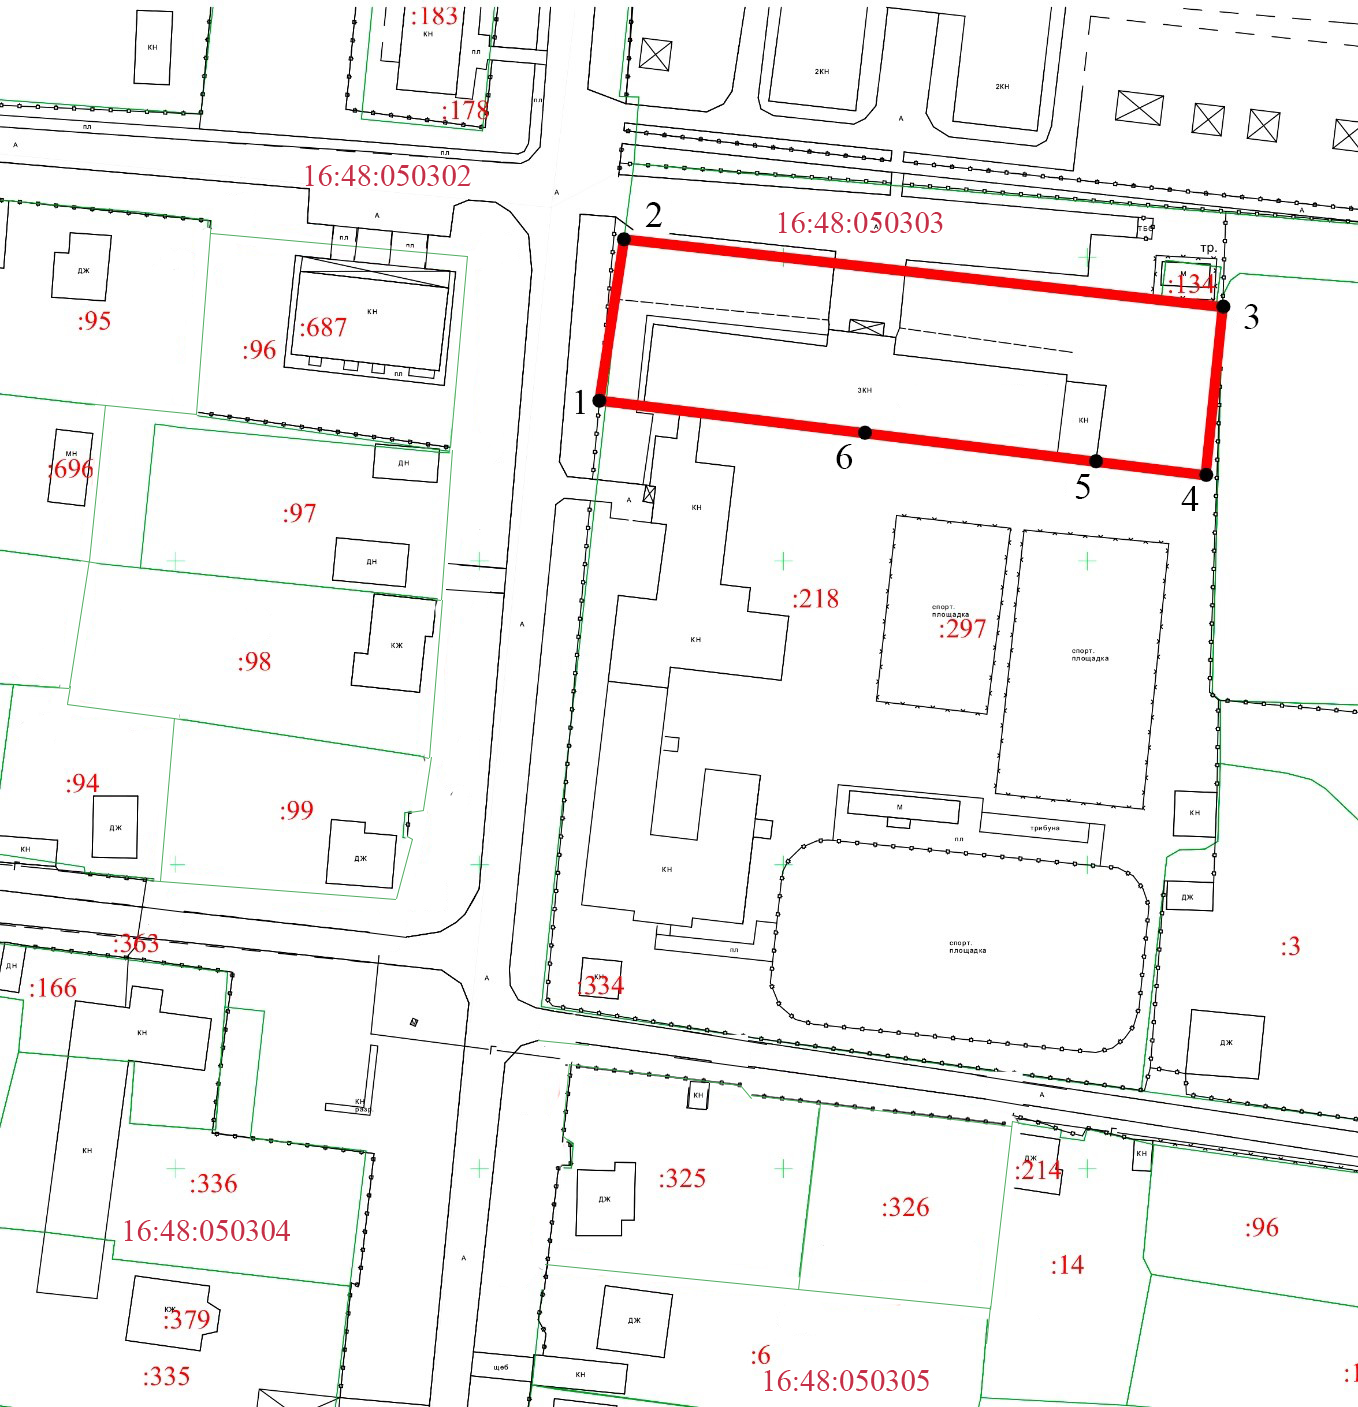 :183
КН
КН
пл
2КН
2КН
:178
пл
пл
А
пл
А
16:48:050302
А
А
А
16:48:050303
А
ТБО
2
пл
пл
тр.
ДЖ
М
:134
КН
:95
:687
3
:96
пл
3КН
1
КН
6
МН
:696
ДН
5
4
КН
А
:97
ДН
:218
спорт.
площадка
:297
А
КН
КЖ
спорт.
площадка
:98
:94
:99
М
КН
ДЖ
трибуна
КН
ДЖ
пл
КН
ДЖ
:363
спорт.
площадка
:3
пл
ДН
:166
А
КН
:334
КН
ДЖ
КН
разр.
КН
А
КН
ДЖ
КН
:336
:325
:214
ДЖ
:326
:96
16:48:050304
А
:14
КЖ
:379
ДЖ
:6
щеб
КН
:335
16:48:050305